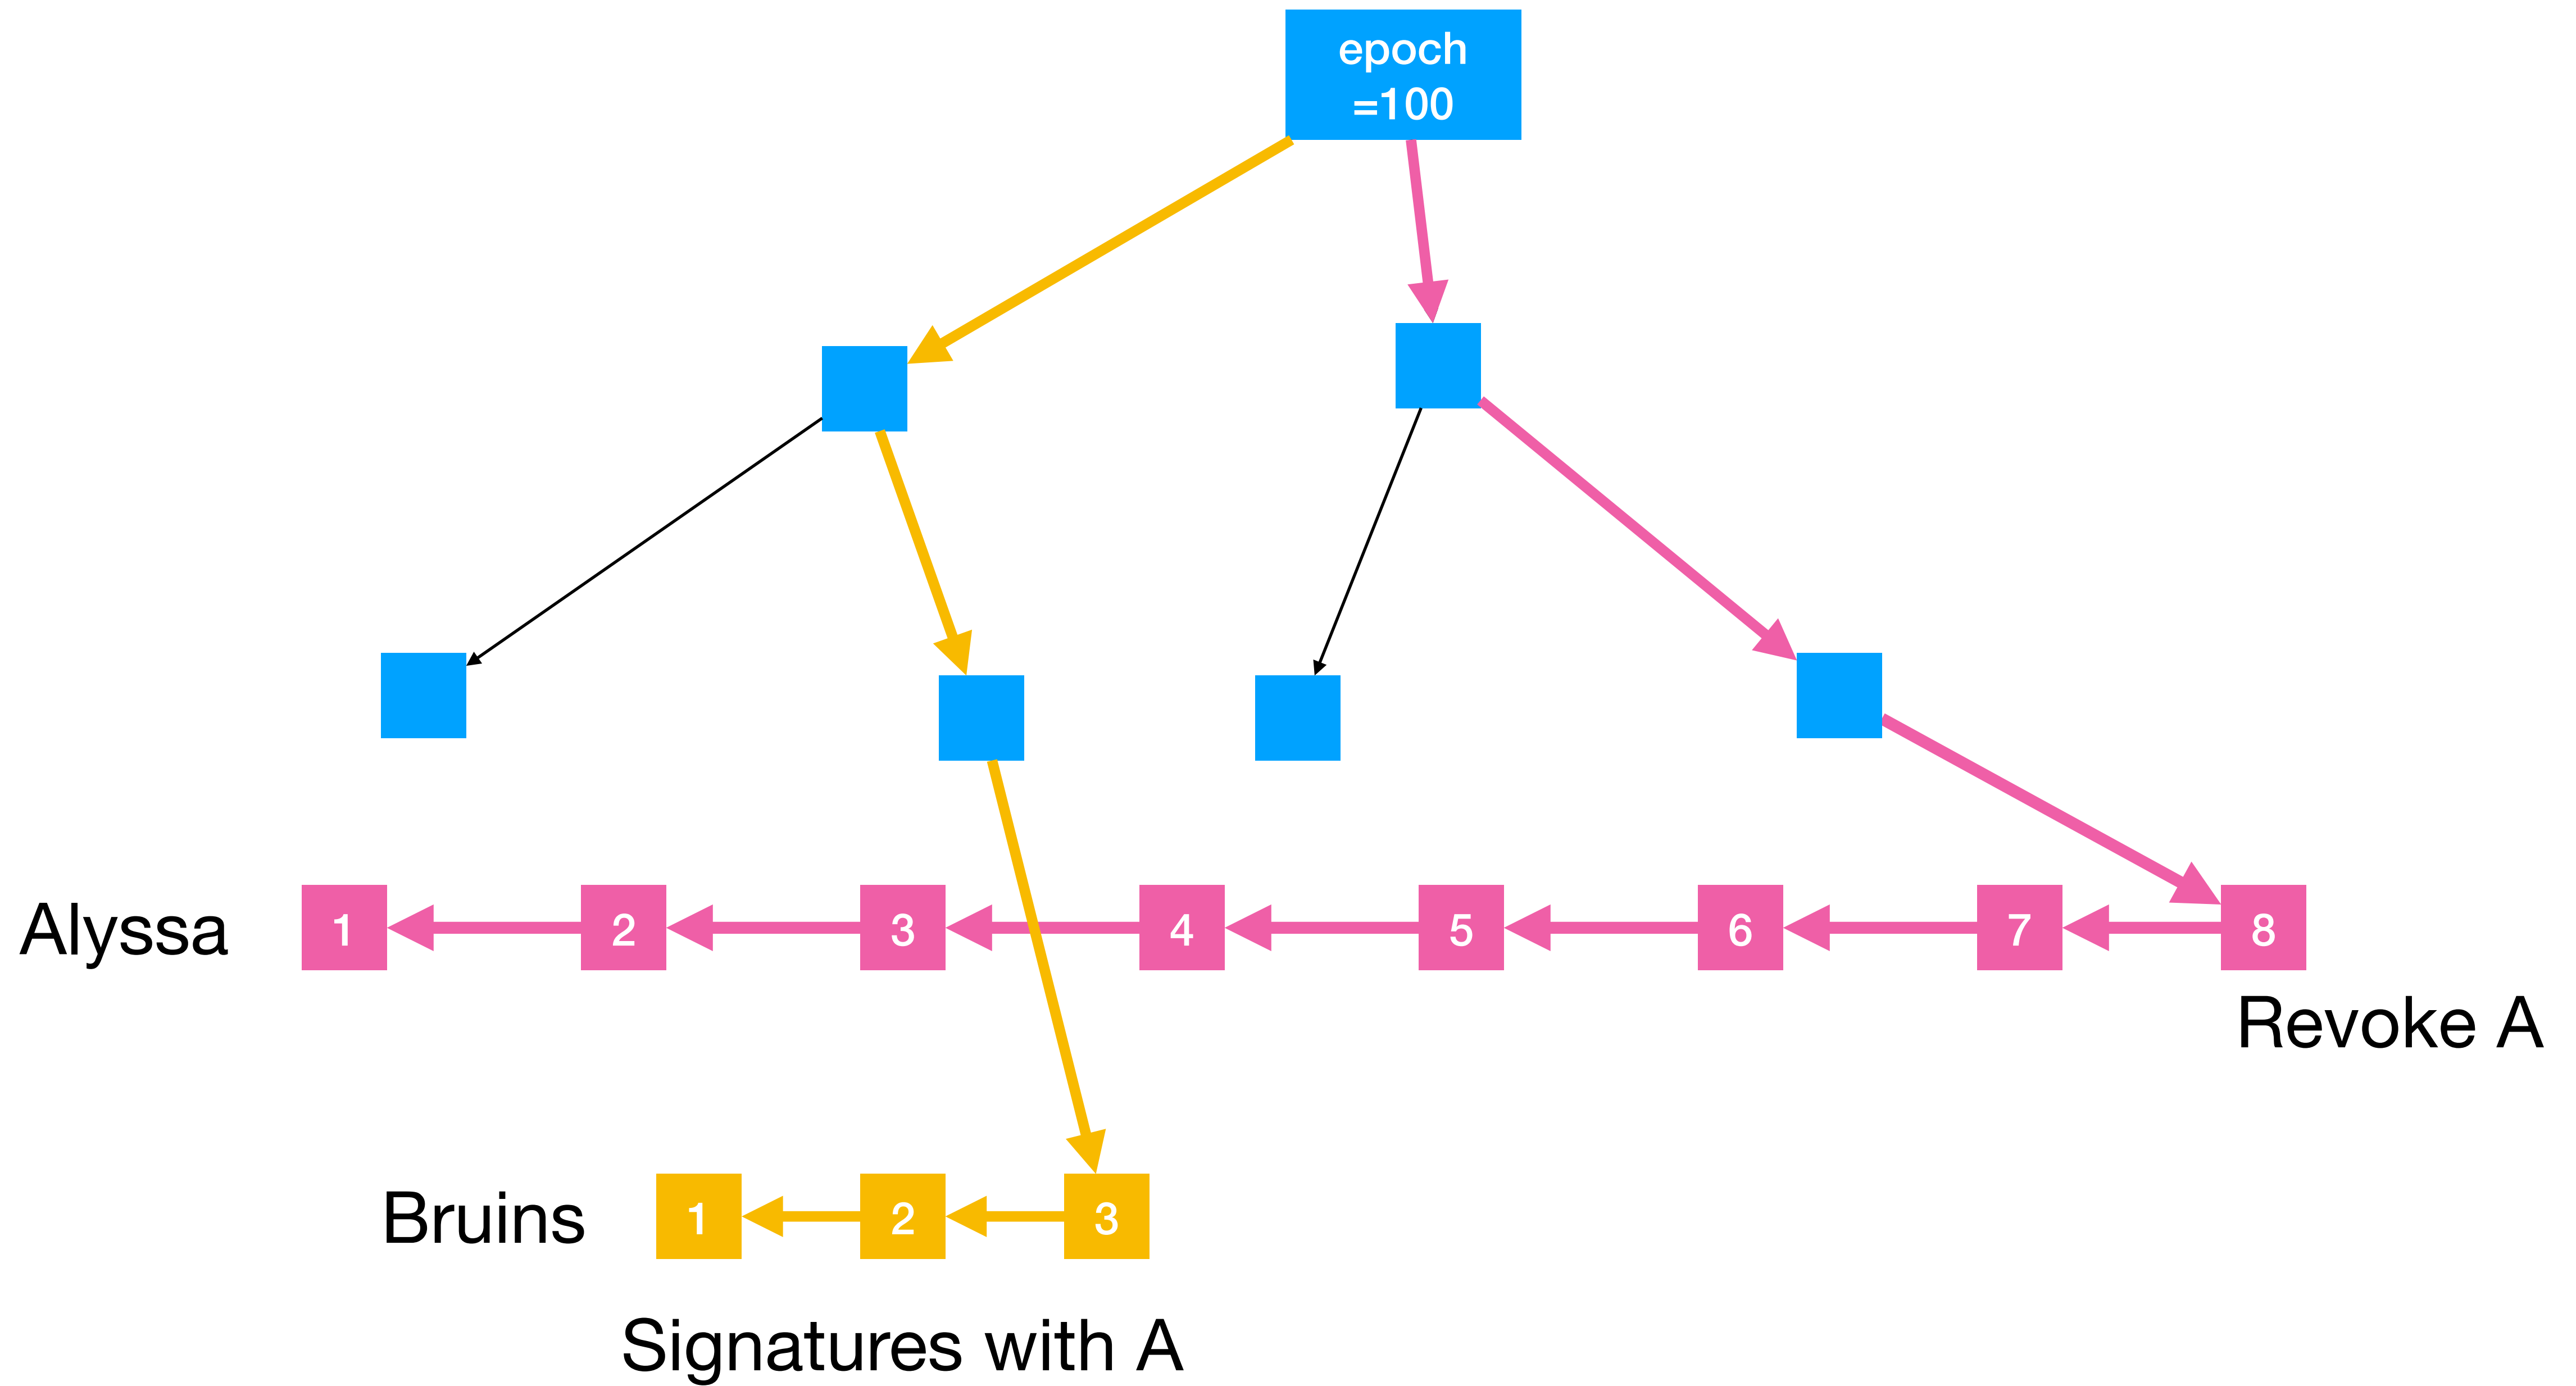 epoch
=100
Alyssa 1 2 3 4 5 6 7 8
Revoke A
Bruins 1 2 3
Signatures with A